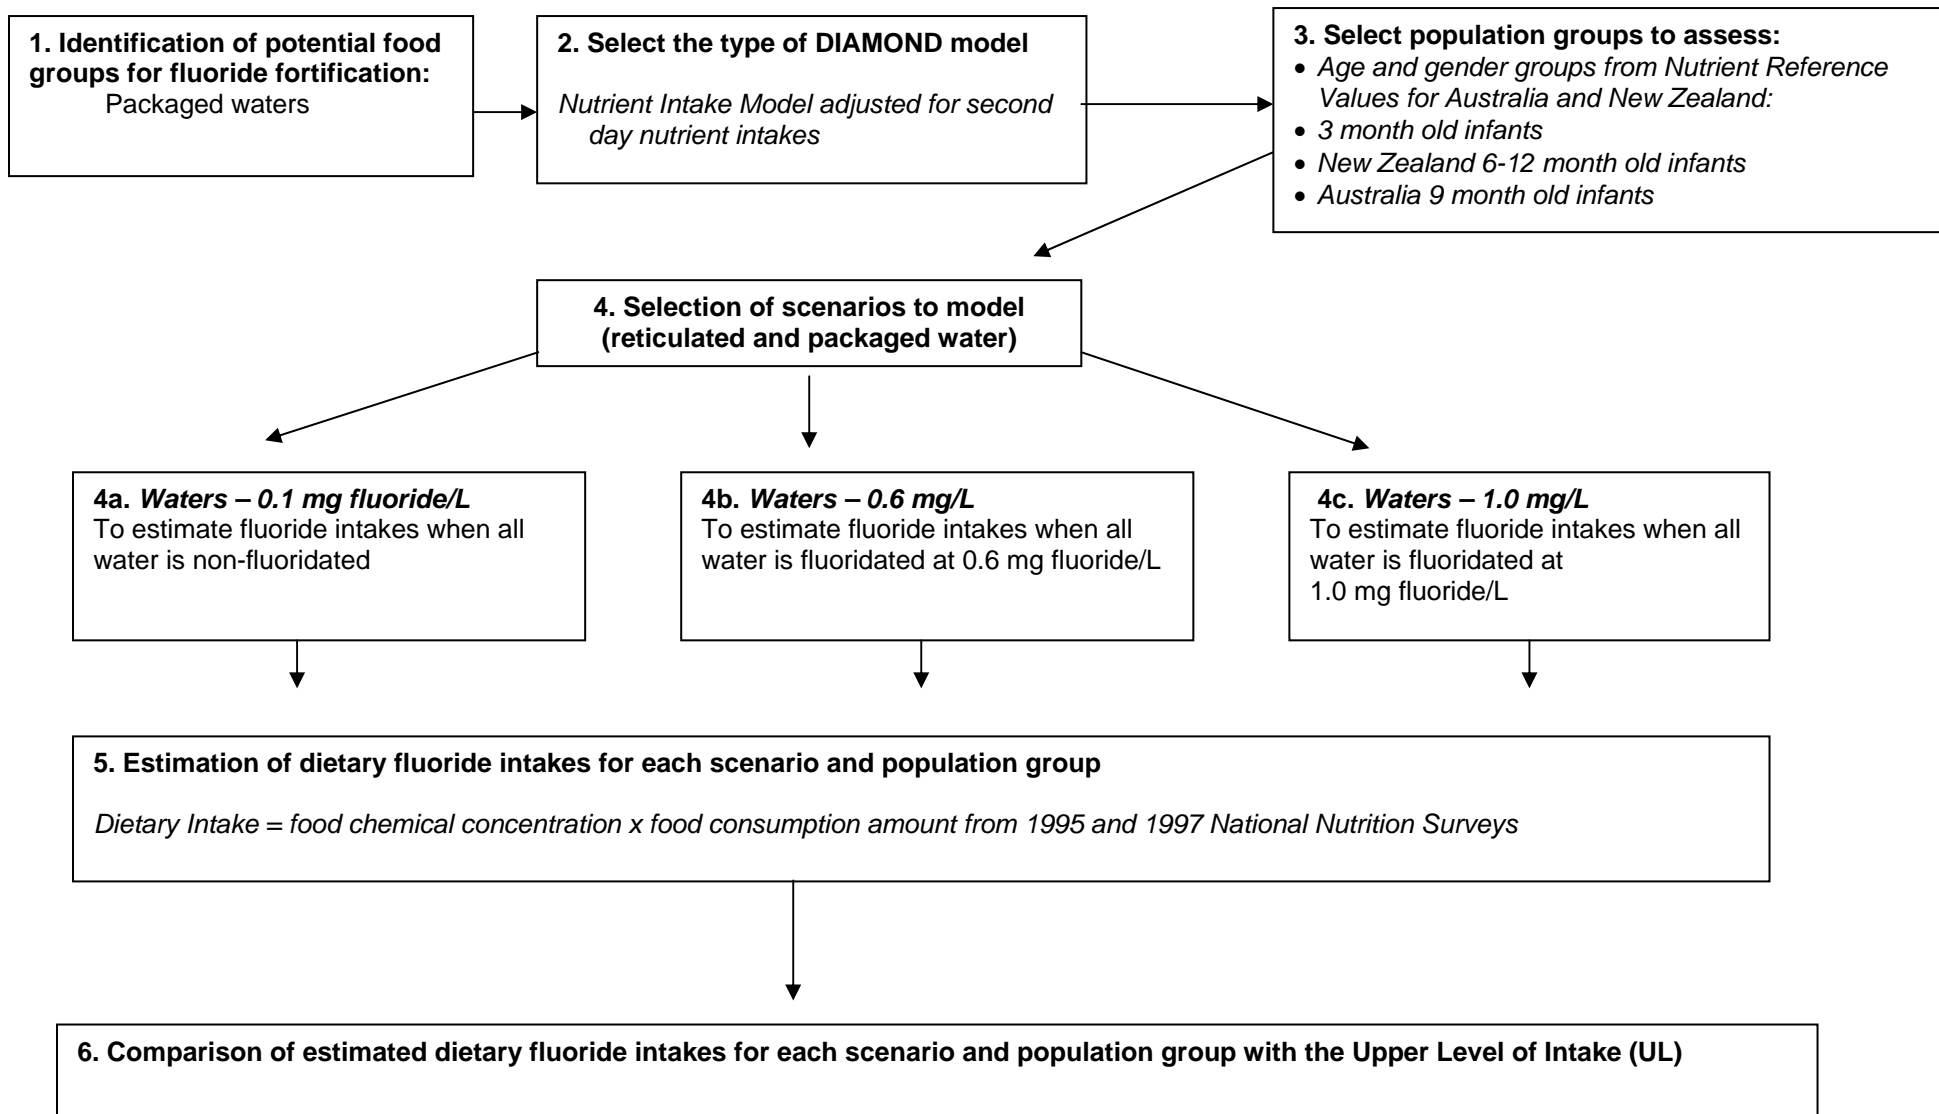 1. Identification of potential food
groups for fluoride fortification:
Packaged waters
2. Select the type of DIAMOND model
Nutrient Intake Model adjusted for second
day nutrient intakes
3. Select population groups to assess:
• Age and gender groups from Nutrient Reference
Values for Australia and New Zealand:
• 3 month old infants
• New Zealand 6-12 month old infants
• Australia 9 month old infants
4. Selection of scenarios to model
(reticulated and packaged water)
4a. Waters – 0.1 mg fluoride/L
To estimate fluoride intakes when all
water is non-fluoridated
4b. Waters – 0.6 mg/L
To estimate fluoride intakes when all
water is fluoridated at 0.6 mg fluoride/L
4c. Waters – 1.0 mg/L
To estimate fluoride intakes when all
water is fluoridated at
1.0 mg fluoride/L
5. Estimation of dietary fluoride intakes for each scenario and population group
Dietary Intake = food chemical concentration x food consumption amount from 1995 and 1997 National Nutrition Surveys
6. Comparison of estimated dietary fluoride intakes for each scenario and population group with the Upper Level of Intake (UL)